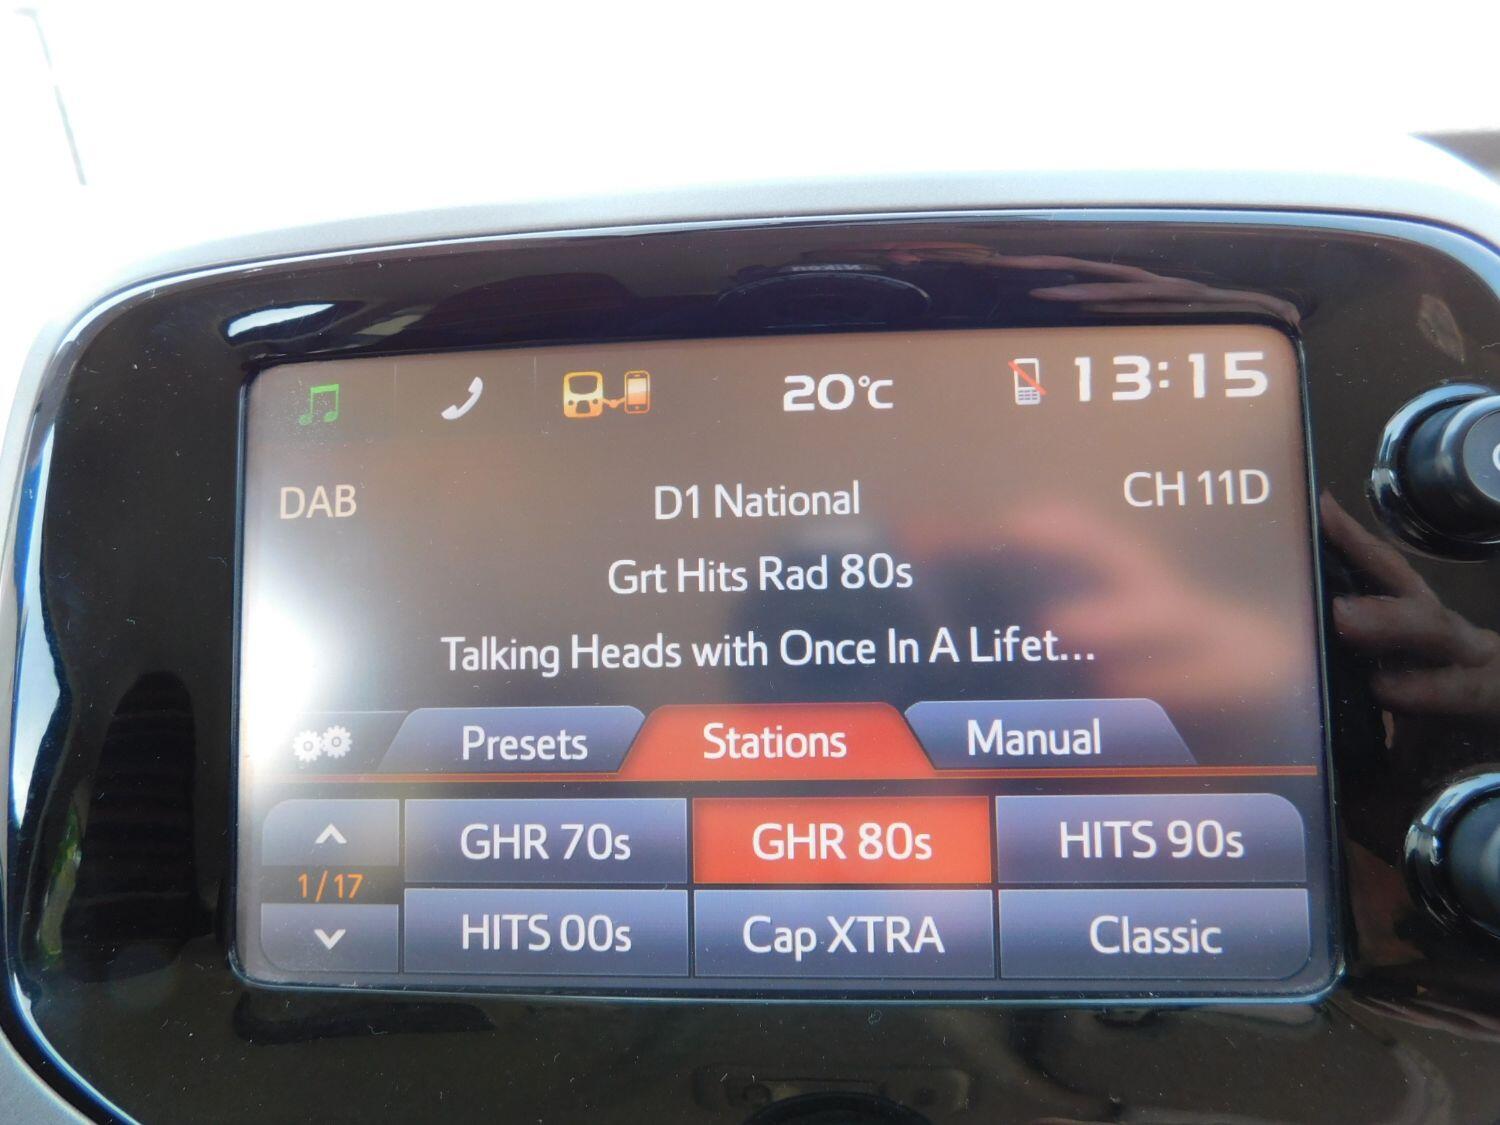 20°C 13:15
DAB D1 National CH 11D
Grt Hits Rad 80s
Talking Heads with Once In A Lifet...
Presets Stations Manual
GHR 70s GHR 80s HITS 90s
1/17
HITS 00s Cap XTRA Classic